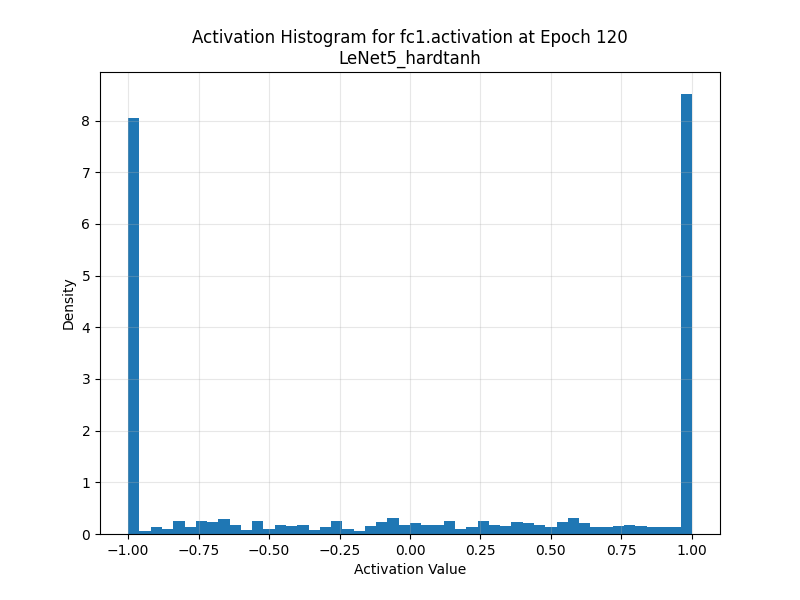 Activation Histogram for fc1.activation at Epoch 120
LeNet5_hardtanh
8
7
6
5
4
3
2
1
0
Density
−1.00 −0.75 −0.50 −0.25 0.00 0.25 0.50 0.75 1.00
Activation Value